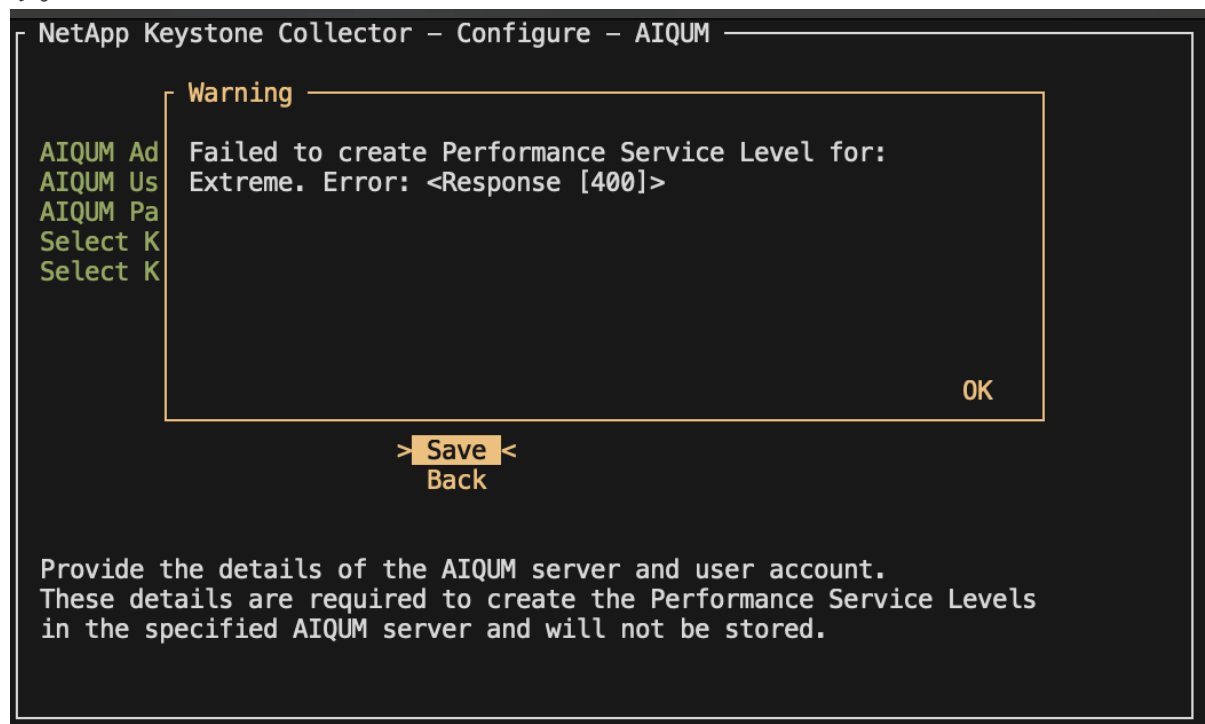 NetApp Keystone Collector – Configure – AIQUM
Warning
AIQUM Ad
Failed to create Performance Service Level for:
AIQUM Us
Extreme. Error: <Response [400]>
AIQUM Pa
Select K
Select K
OK
> Save <
Back
Provide the details of the AIQUM server and user account.
These details are required to create the Performance Service Levels
in the specified AIQUM server and will not be stored.